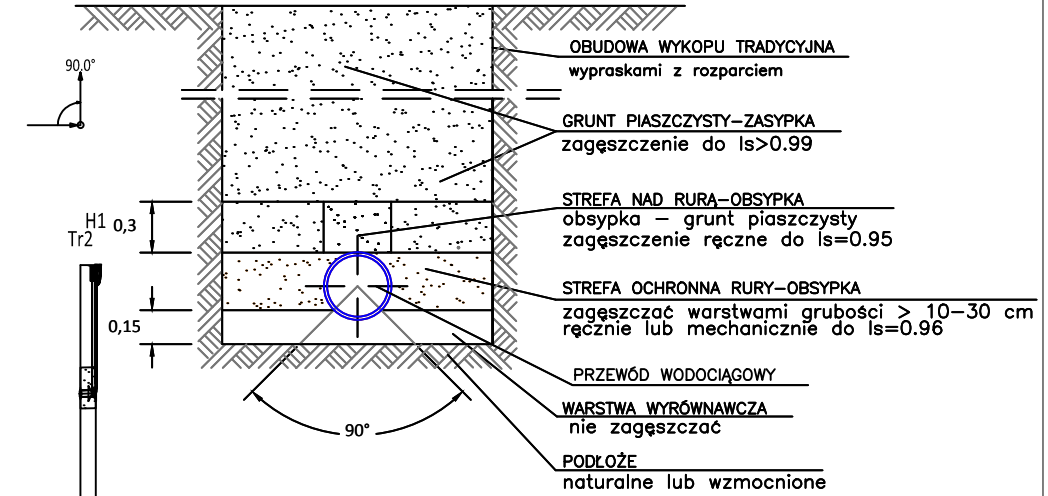 OBUDOWA WYKOPU TRADYCYJNA
wypraskami z rozparciem
90.0°
GRUNT PIASZCZYSTY-ZASYPKA
zagęszczenie do Is>0.99
STREFA NAD RURĄ-OBSYPKA
obsypka - grunt piaszczysty
zagęszczenie ręczne do Is=0.95
H1 0,3
Tr2
STREFA OCHRONNA RURY-OBSYPKA
zagęszczać warstwami grubości > 10-30 cm
ręcznie lub mechanicznie do Is=0.96
0,15
PRZEWÓD WODOCIĄGOWY
WARSTWA WYRÓWNAWCZA
nie zagęszczać
90°
PODŁOŻE
naturalne lub wzmocnione